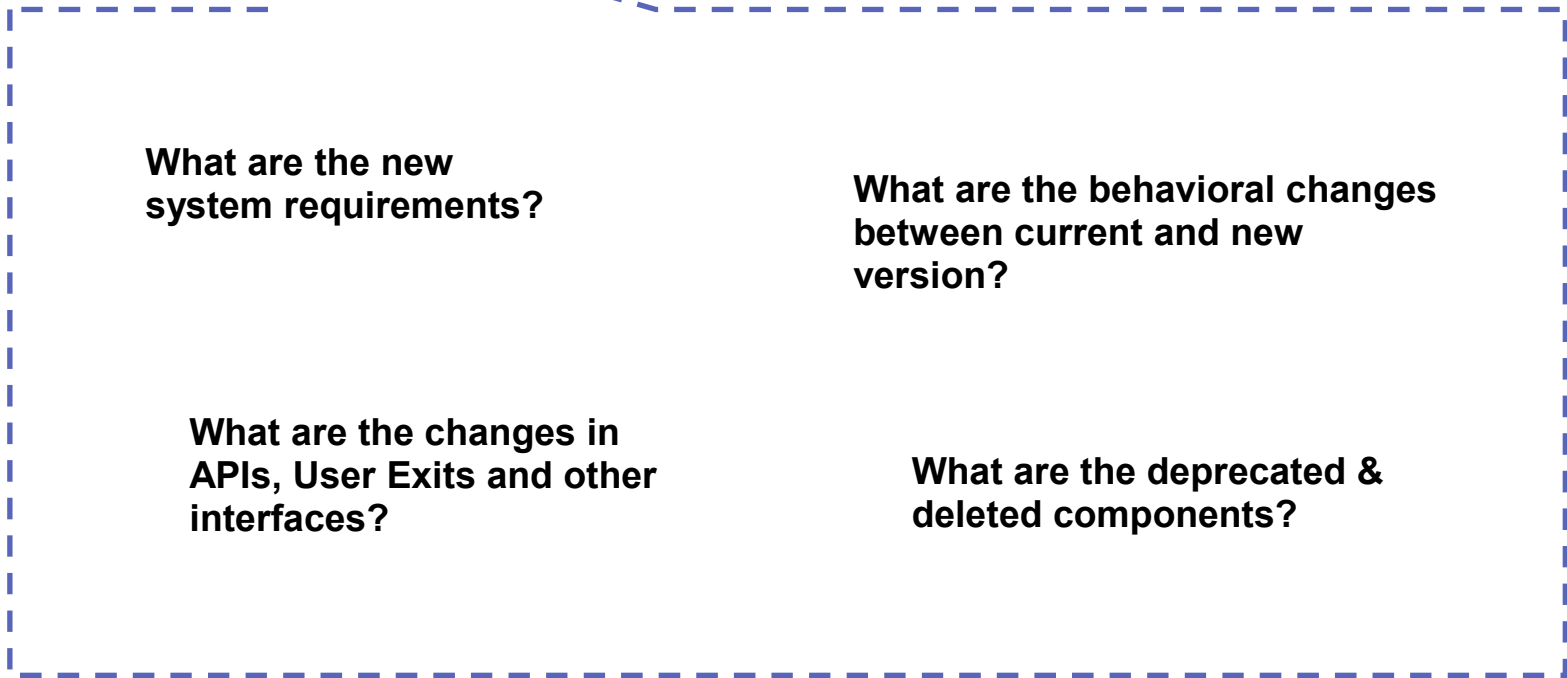 What are the new
system requirements?
What are the behavioral changes
between current and new
version?
What are the changes in
APIs, User Exits and other
interfaces?
What are the deprecated &
deleted components?